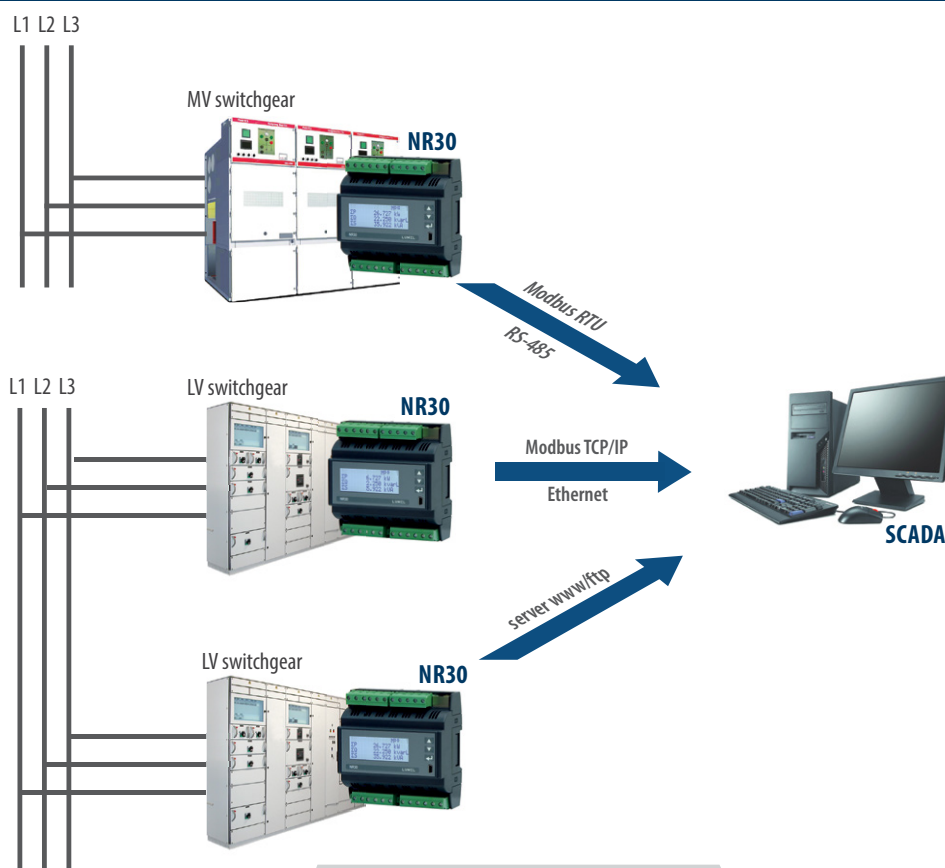 L1 L2 L3
MV switchgear
NR30
Modbus RTU
RS-485
L1 L2 L3
LV switchgear
NR30
Modbus TCP/IP
Ethernet
SCADA
server www/ftp
LV switchgear
NR30